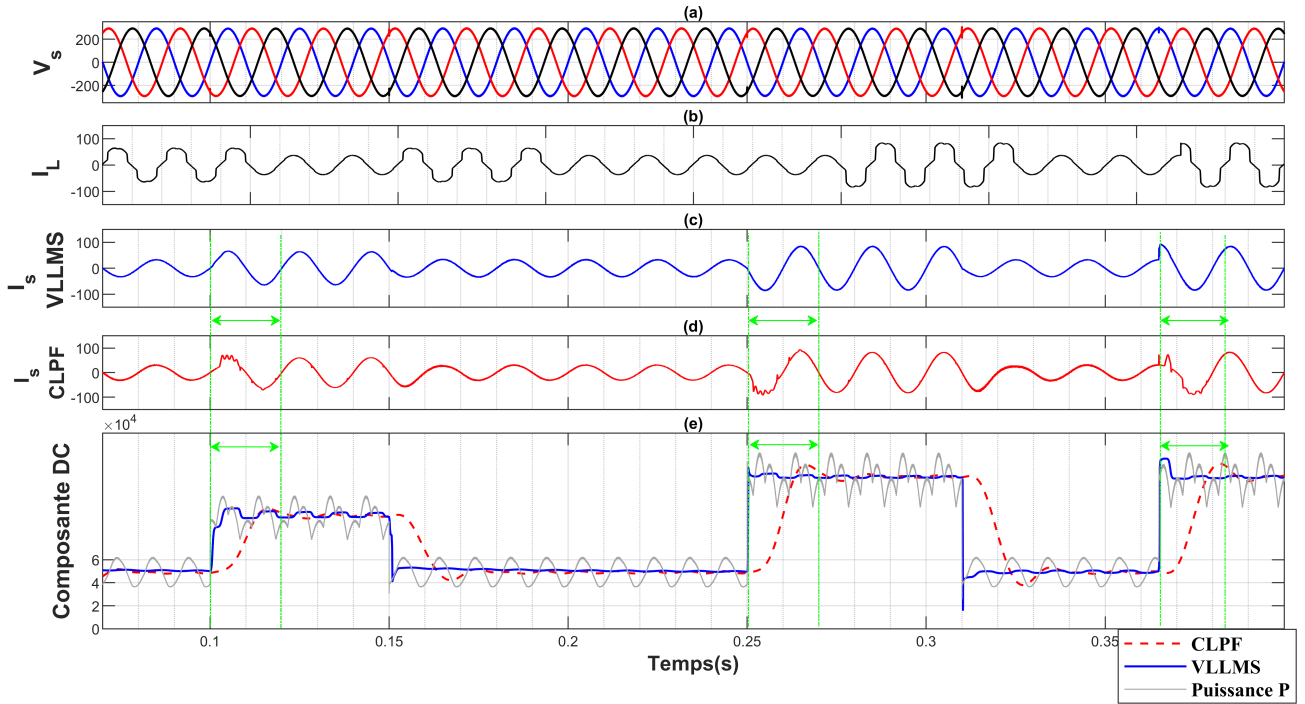 (a)
200
0
-200
V_s
(b)
100
0
-100
I_L
(c)
100
0
-100
I_s
VLLMS
(d)
100
0
-100
I_s
CLPF
(e)
×10^4
6
4
2
0
Composante DC
0.1
0.15
0.2
0.25
0.3
0.35
Temps(s)
CLPF
VLLMS
Puissance P